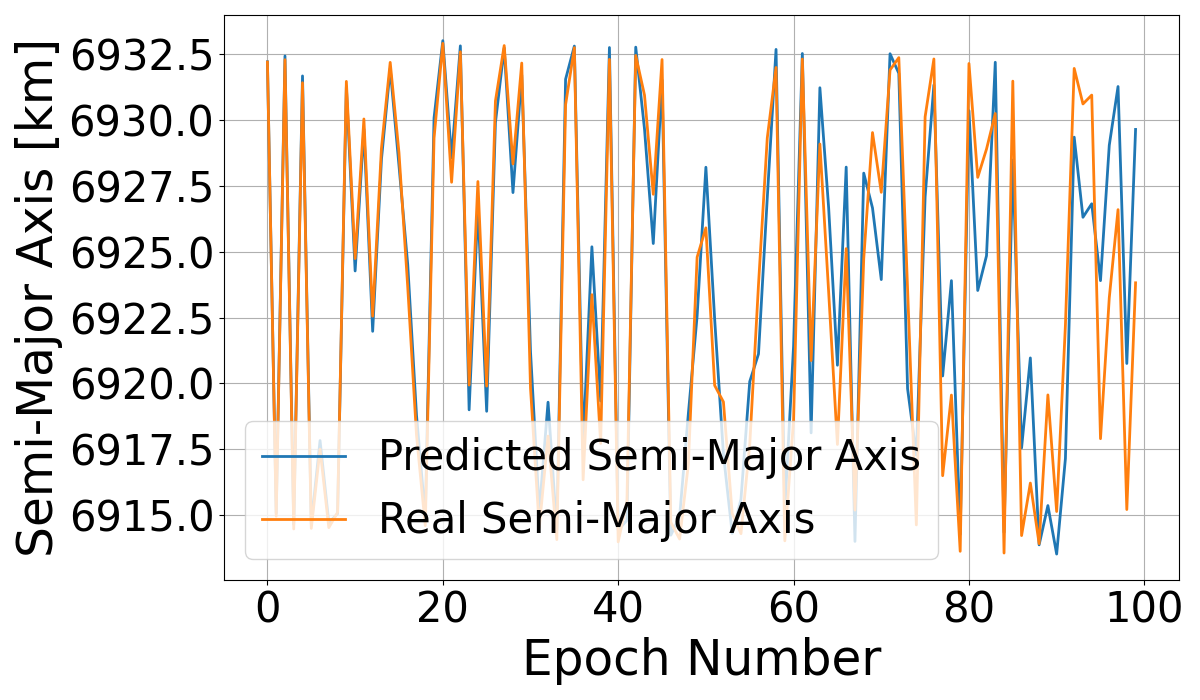 Semi-Major Axis [km]
6932.5
6930.0
6927.5
6925.0
6922.5
6920.0
6917.5
6915.0
Predicted Semi-Major Axis
Real Semi-Major Axis
0 20 40 60 80 100
Epoch Number